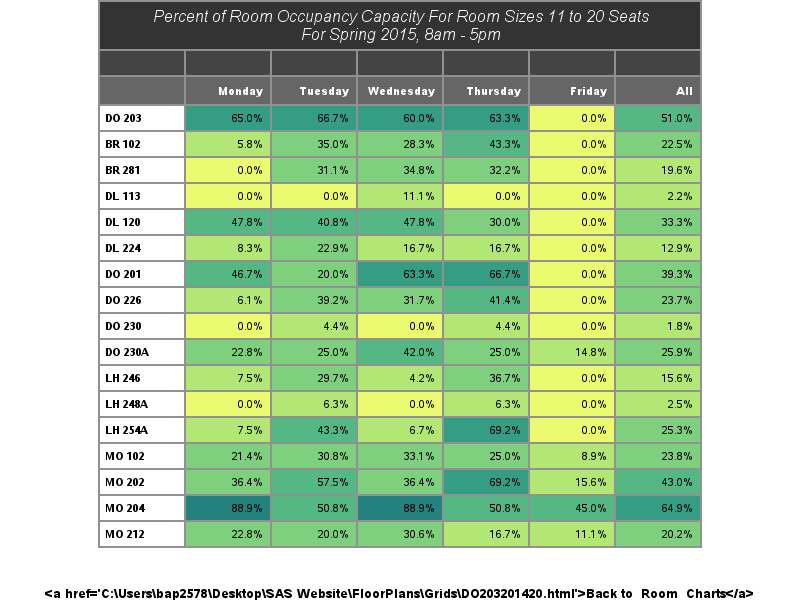 Percent of Room Occupancy Capacity For Room Sizes 11 to 20 Seats
For Spring 2015, 8am - 5pm
Monday Tuesday Wednesday Thursday Friday All
DO 203 65.0% 66.7% 60.0% 63.3% 0.0% 51.0%
BR 102 5.8% 35.0% 28.3% 43.3% 0.0% 22.5%
BR 281 0.0% 31.1% 34.8% 32.2% 0.0% 19.6%
DL 113 0.0% 0.0% 11.1% 0.0% 0.0% 2.2%
DL 120 47.8% 40.8% 47.8% 30.0% 0.0% 33.3%
DL 224 8.3% 22.9% 16.7% 16.7% 0.0% 12.9%
DO 201 46.7% 20.0% 63.3% 66.7% 0.0% 39.3%
DO 226 6.1% 39.2% 31.7% 41.4% 0.0% 23.7%
DO 230 0.0% 4.4% 0.0% 4.4% 0.0% 1.8%
DO 230A 22.8% 25.0% 42.0% 25.0% 14.8% 25.9%
LH 246 7.5% 29.7% 4.2% 36.7% 0.0% 15.6%
LH 248A 0.0% 6.3% 0.0% 6.3% 0.0% 2.5%
LH 254A 7.5% 43.3% 6.7% 69.2% 0.0% 25.3%
MO 102 21.4% 30.8% 33.1% 25.0% 8.9% 23.8%
MO 202 36.4% 57.5% 36.4% 69.2% 15.6% 43.0%
MO 204 88.9% 50.8% 88.9% 50.8% 45.0% 64.9%
MO 212 22.8% 20.0% 30.6% 16.7% 11.1% 20.2%
<a href='C:\Users\bap2578\Desktop\SAS Website\FloorPlans\Grids\DO203201420.html'>Back to Room Charts</a>